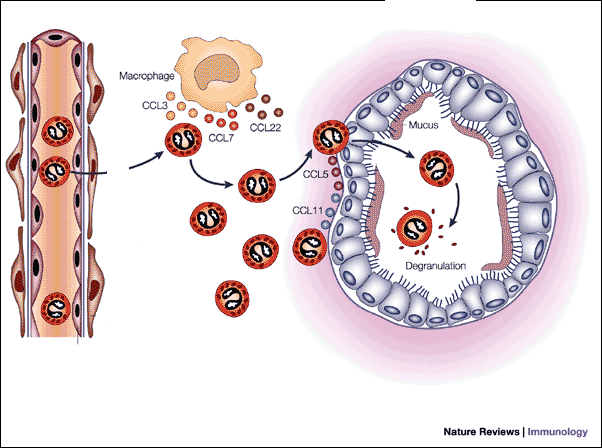 Macrophage
CCL3
CCL7
CCL22
Mucus
CCL5
CCL11
Degranulation
Nature Reviews | Immunology